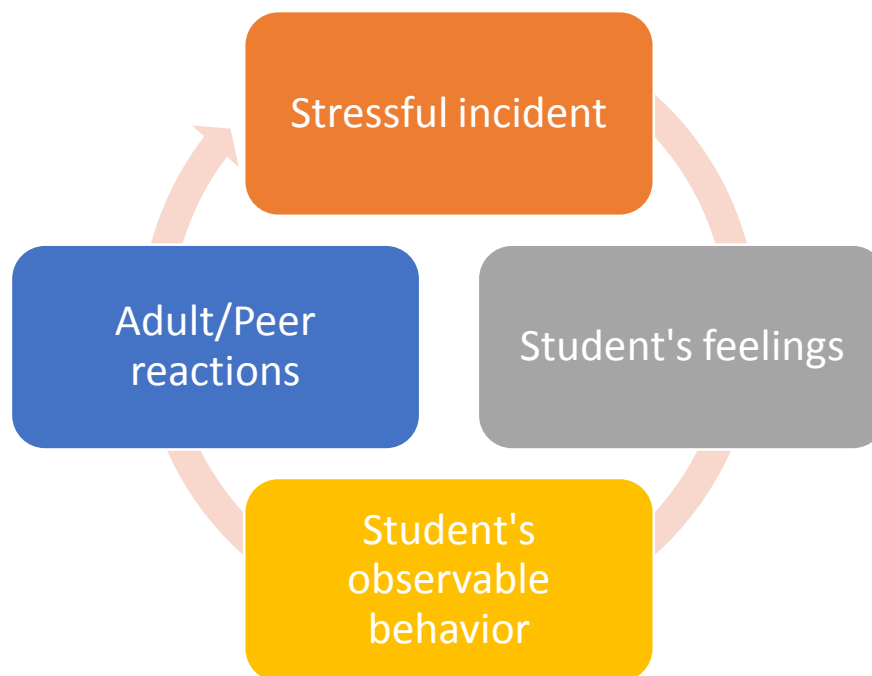 Stressful incident
Student's feelings
Student's
observable
behavior
Adult/Peer
reactions